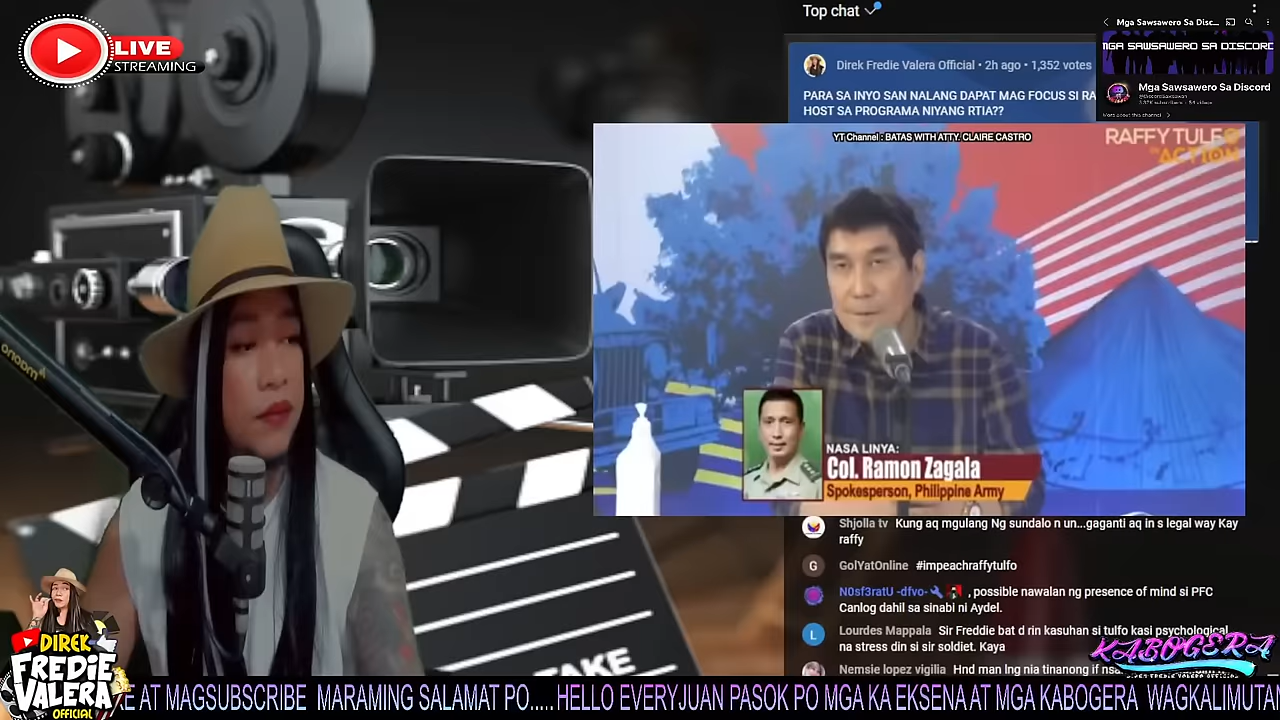 LIVE
STREAMING
Top chat
Direk Fredie Valera Official • 2h ago • 1,352 votes
PARA SA INYO SAN NALANG DAPAT MAG FOCUS SI RA
HOST SA PROGRAMA NIYANG RTIA??
Mga Sawsawero Sa Disc...
MGA SAWSAWERO SA DISCORD
Mga Sawsawero Sa Discord
More about this channel
YT Channel : BATAS WITH ATTY. CLAIRE CASTRO
RAFFY TULFO
ACTION
maono
NASA LINYA:
Col. Ramon Zagala
Spokesperson, Philippine Army
Shjolla tv Kung aq mgulang Ng sundalo n un...gaganti aq in s legal way Kay
raffy
G GolYatOnline #impeachraffytulfo
N0sf3ratU -dfvo- , possible nawalan ng presence of mind si PFC
Canlog dahil sa sinabi ni Aydel.
L Lourdes Mappala Sir Freddie bat d rin kasuhan si tulfo kasi psychological
na stress din si sir soldiet. Kaya
Nemsie lopez vigilia Hnd man lng nia tinanong if
KABOGERA
TAKE
DIREK
FREDIE
VALERA
OFFICIAL
KE AT MAGSUBSCRIBE MARAMING SALAMAT PO..... HELLO EVERYJUAN PASOK PO MGA KA EKSENA AT MGA KABOGERA WAGKALIMUTAN